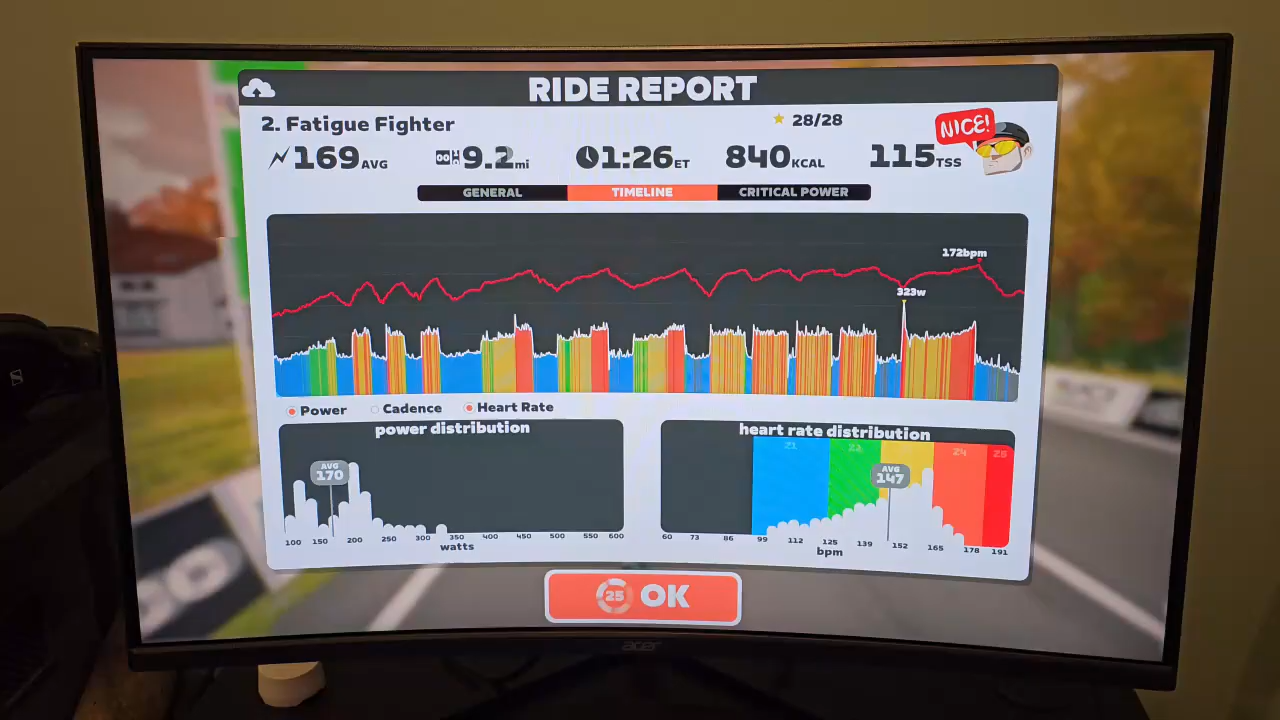 RIDE REPORT
2. Fatigue Fighter
28/28
NICE!
169AVG
9.2mi
1:26ET
840KCAL
115TSS
GENERAL
TIMELINE
CRITICAL POWER
172bpm
323w
Power
Cadence
Heart Rate
power distribution
AVG
170
100 150 200 250 300 350 400 450 500 550 600
watts
heart rate distribution
Z1 Z2 Z4 Z5
AVG
147
60 73 86 99 112 125 139 152 165 178 191
bpm
25 OK
acer